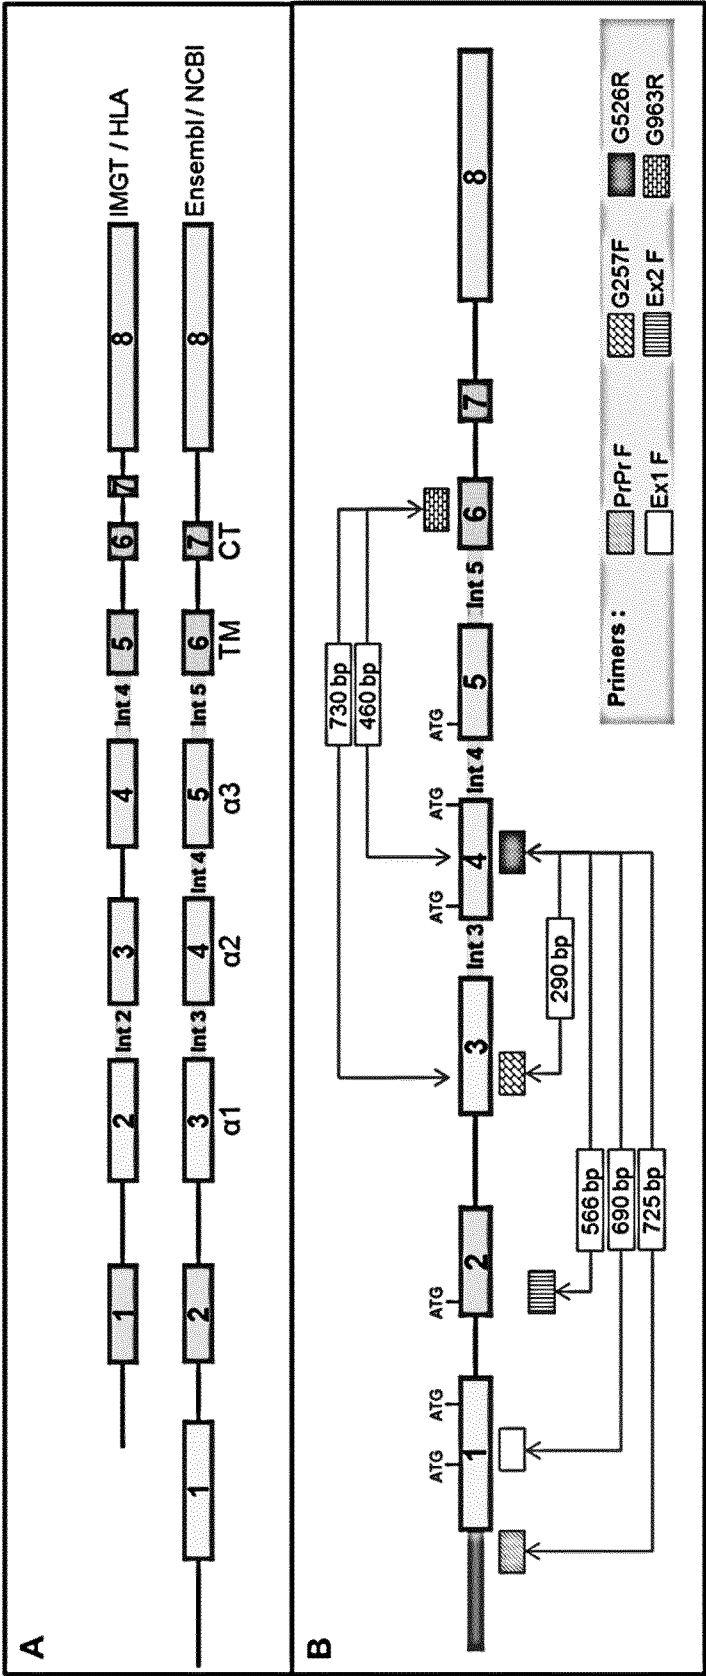 A
1 Int 2 2 3 4 Int 4 5 6 7 8 IMGT / HLA
1 2 3 Int 3 4 Int 4 5 Int 5 6 7 8 Ensembl / NCBI
α1 α2 α3 TM CT
B
730 bp
460 bp
ATG ATG ATG ATG ATG ATG
1 2 3 Int 3 4 Int 4 5 Int 5 6 7 8
290 bp
566 bp
690 bp
725 bp
Primers : PrPr F G257F G526R
Ex1 F Ex2 F G963R